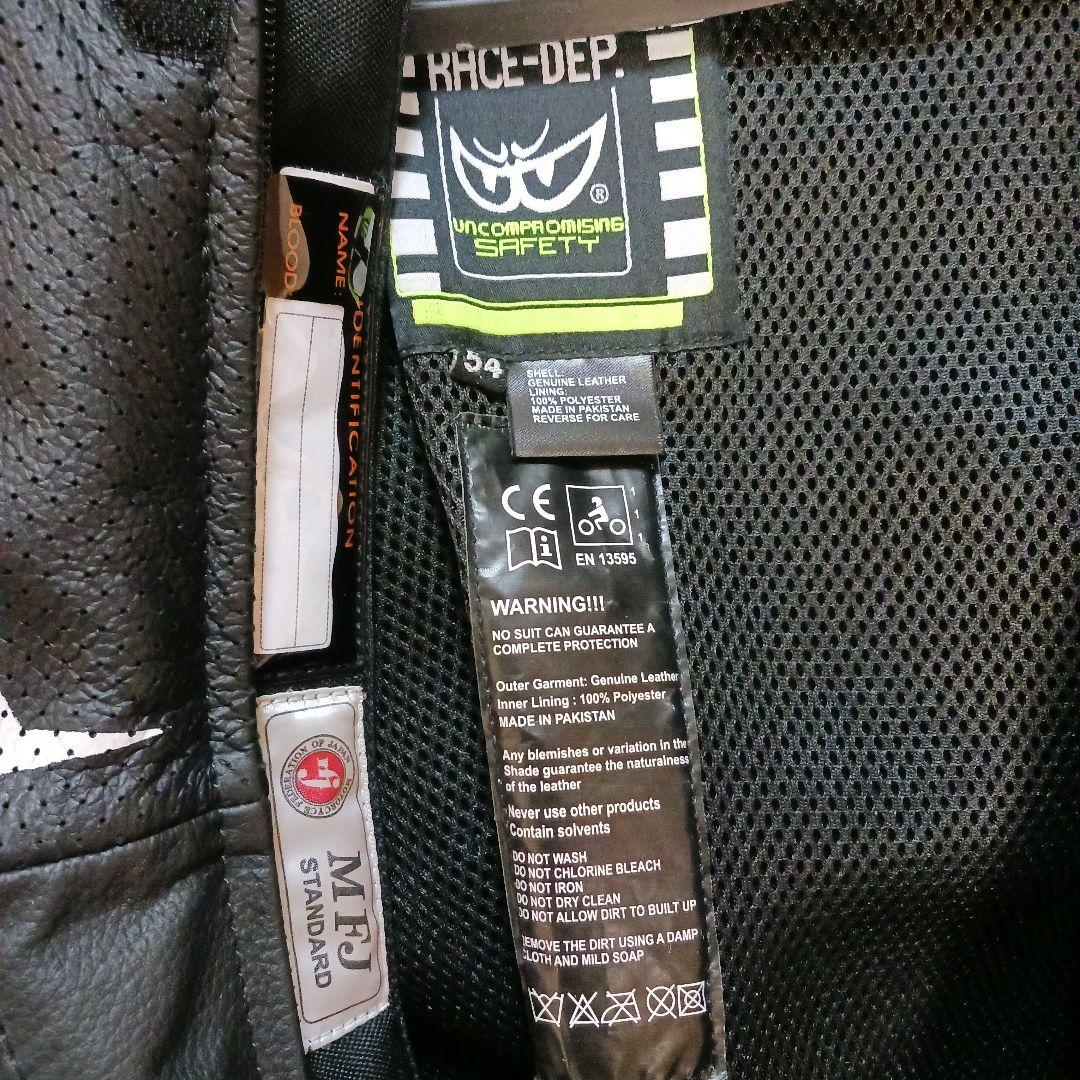 RACE-DEP.
®
UNCOMPROMISING
SAFETY
54
SHELL:
GENUINE LEATHER
LINING:
100% POLYESTER
MADE IN PAKISTAN
REVERSE FOR CARE
IDENTIFICATION
NAME:
BLOOD
CE
1
1
1
i
EN 13595
WARNING!!!
NO SUIT CAN GUARANTEE A
COMPLETE PROTECTION
Outer Garment: Genuine Leather
Inner Lining : 100% Polyester
MADE IN PAKISTAN
Any blemishes or variation in the
Shade guarantee the naturalness
of the leather
Never use other products
Contain solvents
DO NOT WASH
DO NOT CHLORINE BLEACH
DO NOT IRON
DO NOT DRY CLEAN
DO NOT ALLOW DIRT TO BUILT UP
REMOVE THE DIRT USING A DAMP
CLOTH AND MILD SOAP
MOTORCYCLE FEDERATION OF JAPAN
MFJ
STANDARD